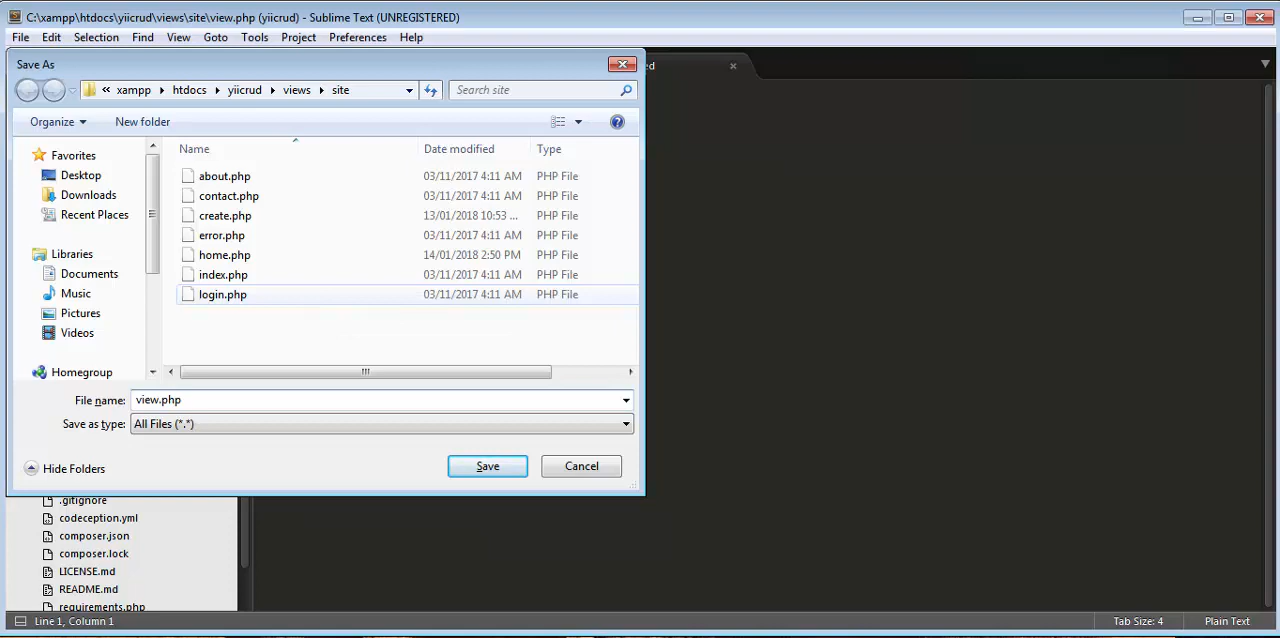 C:\xampp\htdocs\yiicrud\views\site\view.php (yiicrud) - Sublime Text (UNREGISTERED)
File Edit Selection Find View Goto Tools Project Preferences Help
Save As
ed
« xampp htdocs yiicrud views site Search site
Organize New folder
Name Date modified Type
Favorites
Desktop
Downloads
Recent Places
Libraries
Documents
Music
Pictures
Videos
Homegroup
about.php 03/11/2017 4:11 AM PHP File
contact.php 03/11/2017 4:11 AM PHP File
create.php 13/01/2018 10:53 ... PHP File
error.php 03/11/2017 4:11 AM PHP File
home.php 14/01/2018 2:50 PM PHP File
index.php 03/11/2017 4:11 AM PHP File
login.php 03/11/2017 4:11 AM PHP File
File name: view.php
Save as type: All Files (*.*)
Hide Folders Save Cancel
.gitignore
codeception.yml
composer.json
composer.lock
LICENSE.md
README.md
requirements.php
Line 1, Column 1 Tab Size: 4 Plain Text